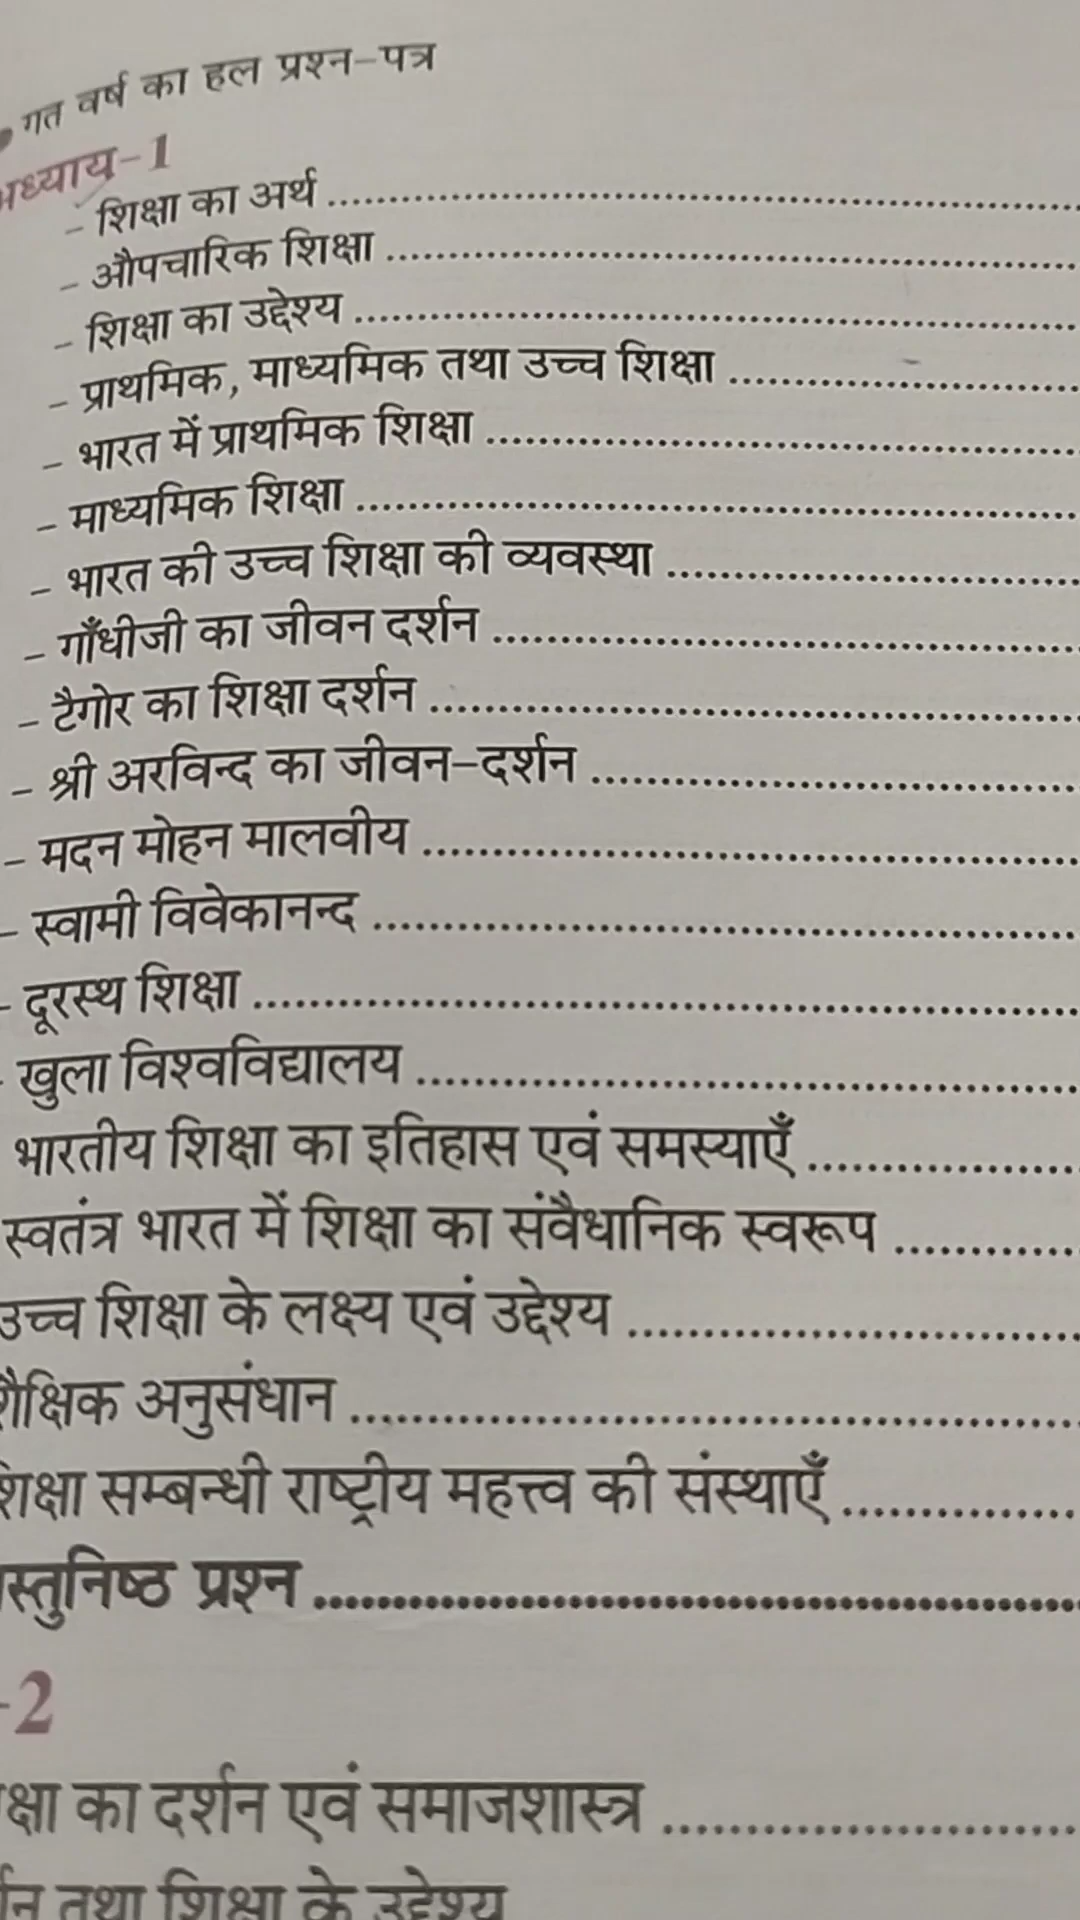 गत वर्ष का हल प्रश्न-पत्र
अध्याय-1
- शिक्षा का अर्थ
- औपचारिक शिक्षा
- शिक्षा का उद्देश्य
- प्राथमिक, माध्यमिक तथा उच्च शिक्षा
- भारत में प्राथमिक शिक्षा
- माध्यमिक शिक्षा
- भारत की उच्च शिक्षा की व्यवस्था
- गाँधीजी का जीवन दर्शन
- टैगोर का शिक्षा दर्शन
- श्री अरविन्द का जीवन-दर्शन
- मदन मोहन मालवीय
- स्वामी विवेकानन्द
- दूरस्थ शिक्षा
- खुला विश्वविद्यालय
भारतीय शिक्षा का इतिहास एवं समस्याएँ
स्वतंत्र भारत में शिक्षा का संवैधानिक स्वरूप
उच्च शिक्षा के लक्ष्य एवं उद्देश्य
शैक्षिक अनुसंधान
शिक्षा सम्बन्धी राष्ट्रीय महत्त्व की संस्थाएँ
स्तुनिष्ठ प्रश्न
-2
क्षा का दर्शन एवं समाजशास्त्र
तथा शिक्षा के उद्देश्य